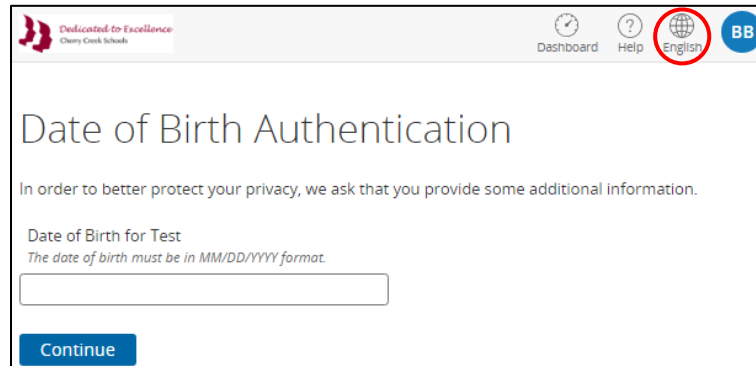 Dedicated to Excellence
Cherry Creek Schools
Dashboard
Help
English
BB
Date of Birth Authentication
In order to better protect your privacy, we ask that you provide some additional information.
Date of Birth for Test
The date of birth must be in MM/DD/YYYY format.
Continue